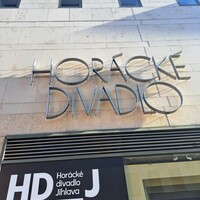 HORÁCKÉ
DIVADLO
HD—J
Horácké
divadlo
Jihlava